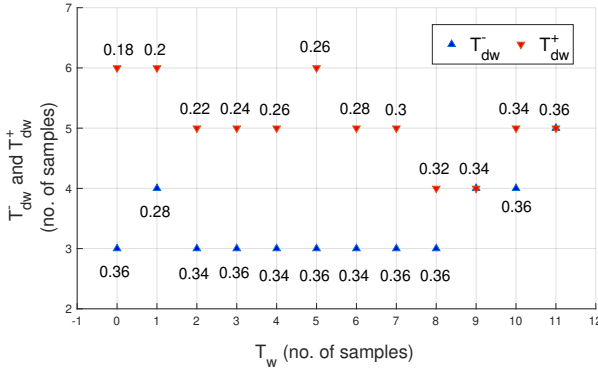 7
6
5
4
3
2
T⁻dw and T⁺dw
(no. of samples)
T⁻dw T⁺dw
0.18 0.2 0.26
0.22 0.24 0.26 0.28 0.3 0.34 0.36
0.32 0.34
0.28 0.36
0.36 0.34 0.36 0.34 0.36 0.34 0.36 0.36
-1 0 1 2 3 4 5 6 7 8 9 10 11 12
Tw (no. of samples)